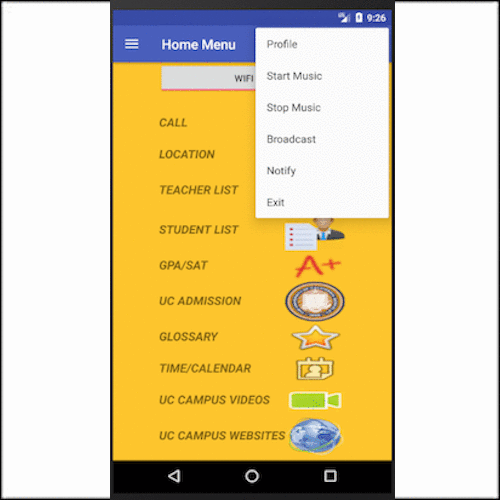 9:26
Home Menu
Profile
Start Music
Stop Music
Broadcast
Notify
Exit
WIFI
CALL
LOCATION
TEACHER LIST
STUDENT LIST
GPA/SAT
A+
UC ADMISSION
GLOSSARY
TIME/CALENDAR
UC CAMPUS VIDEOS
UC CAMPUS WEBSITES